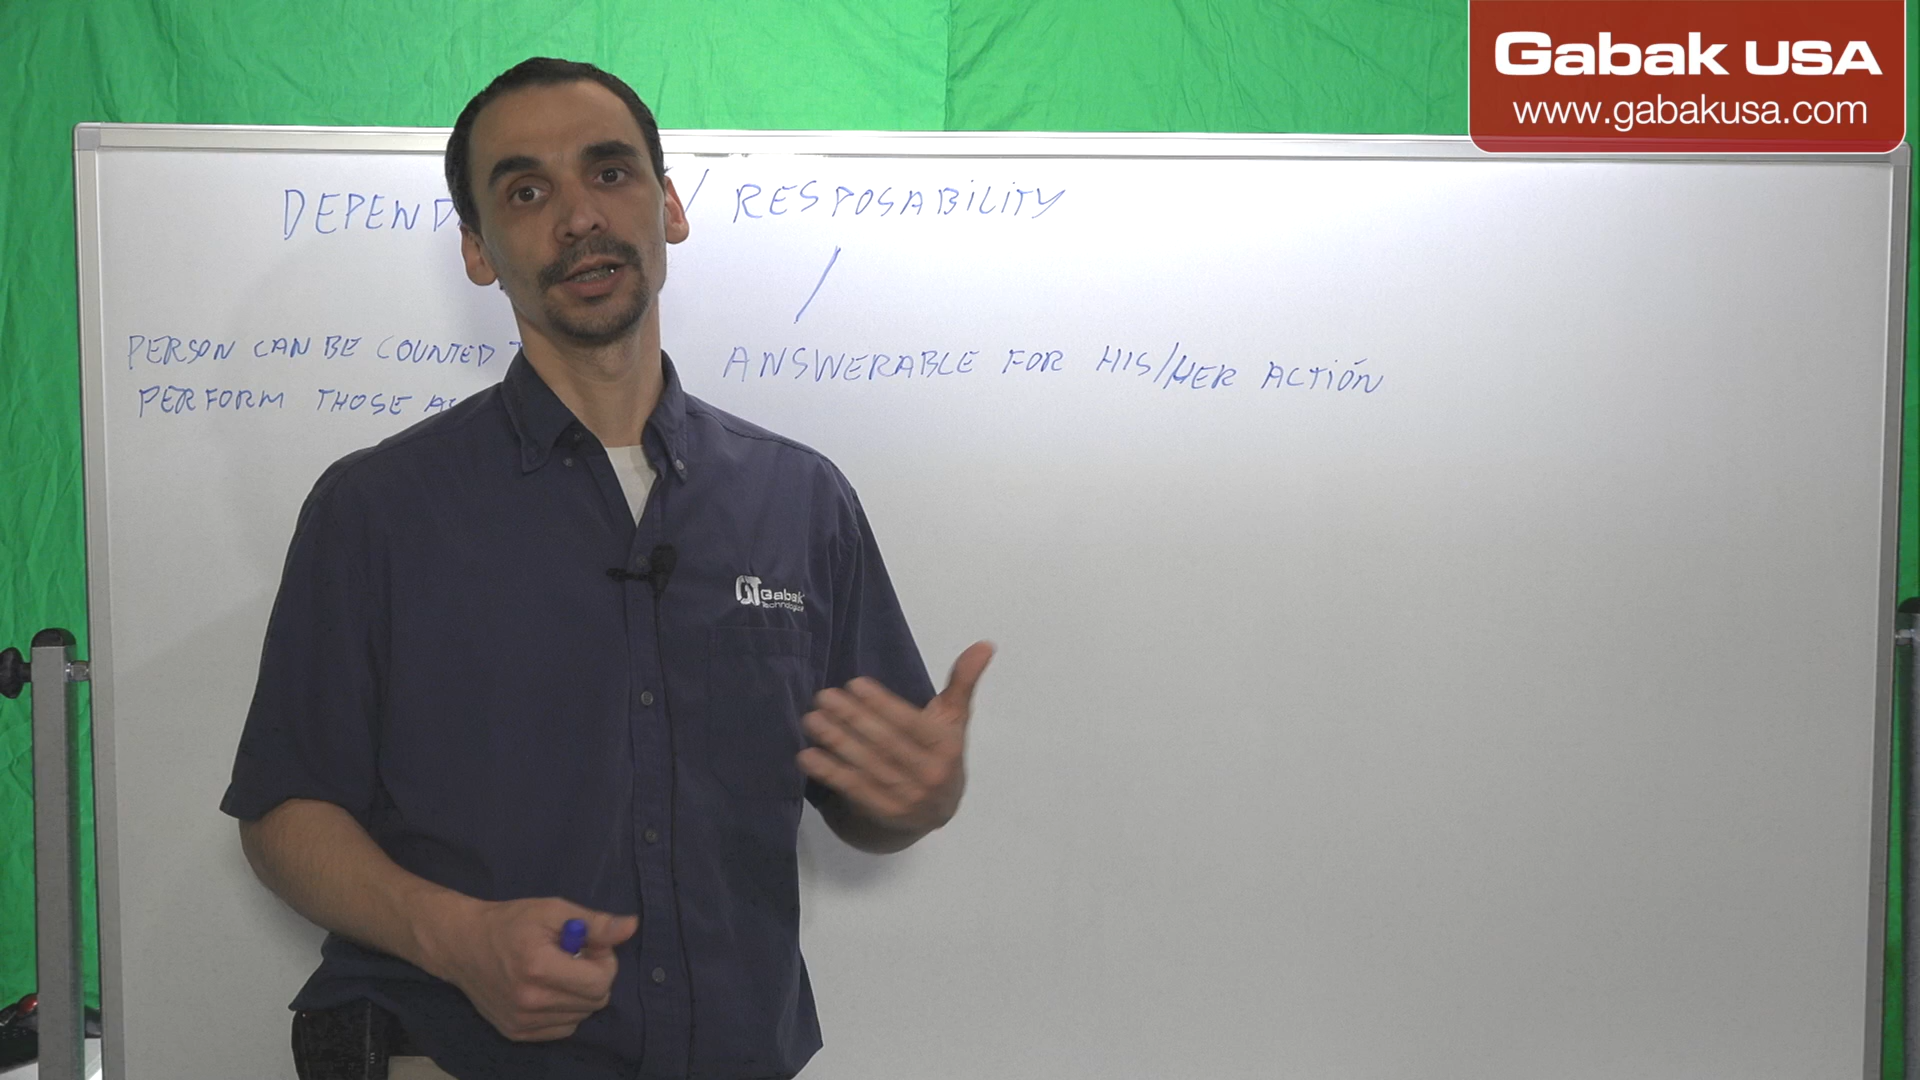 Gabak USA
www.gabakusa.com
DEPEND / RESPOSABILITY
PERSON CAN BE COUNTED
PERFORM THOSE
ANSWERABLE FOR HIS/HER ACTIÓN
Gabak
Technologies